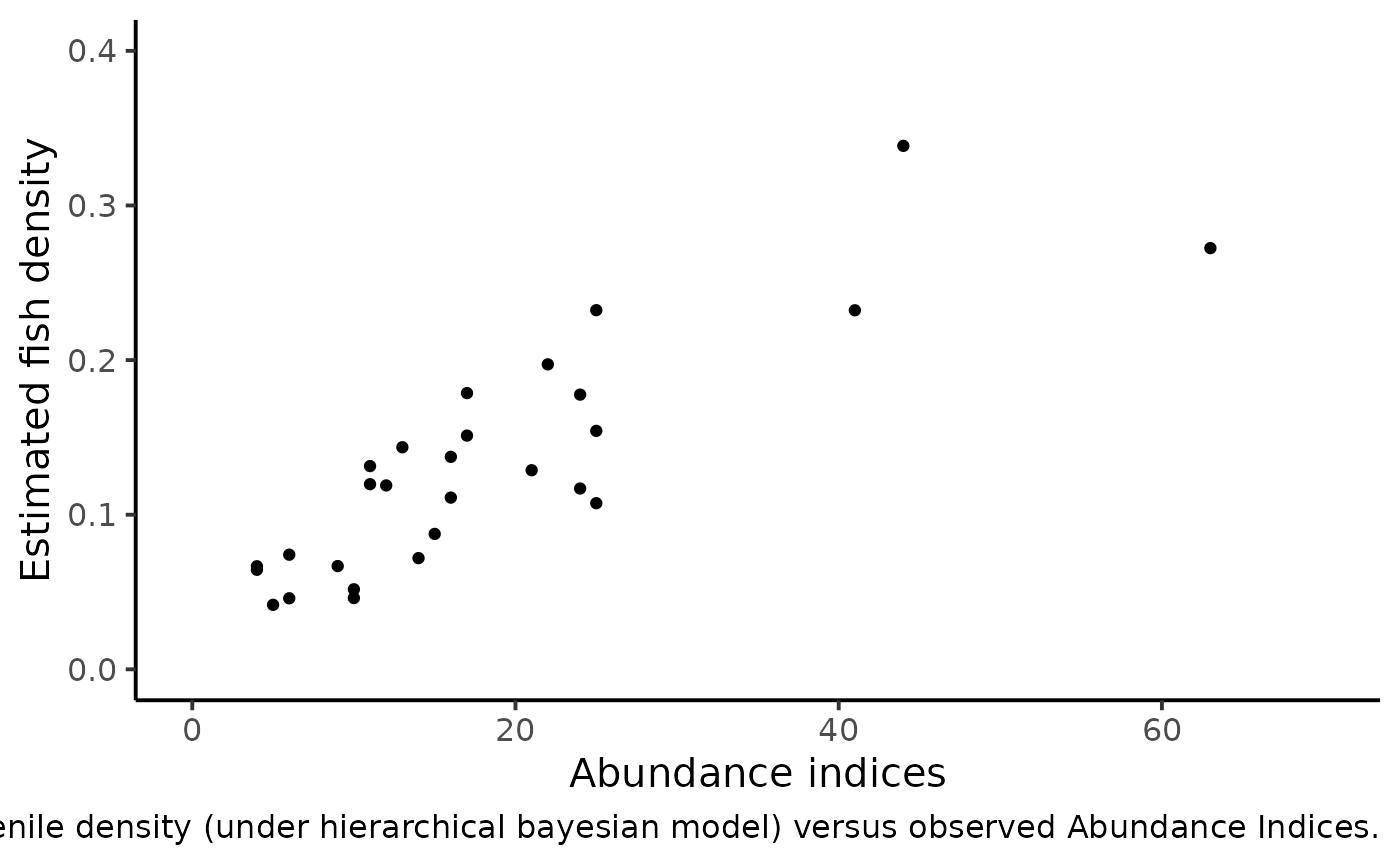 0.4
0.3
0.2
0.1
0.0
Estimated fish density
0 20 40 60
Abundance indices
density (under hierarchical bayesian model) versus observed Abundance Indices.